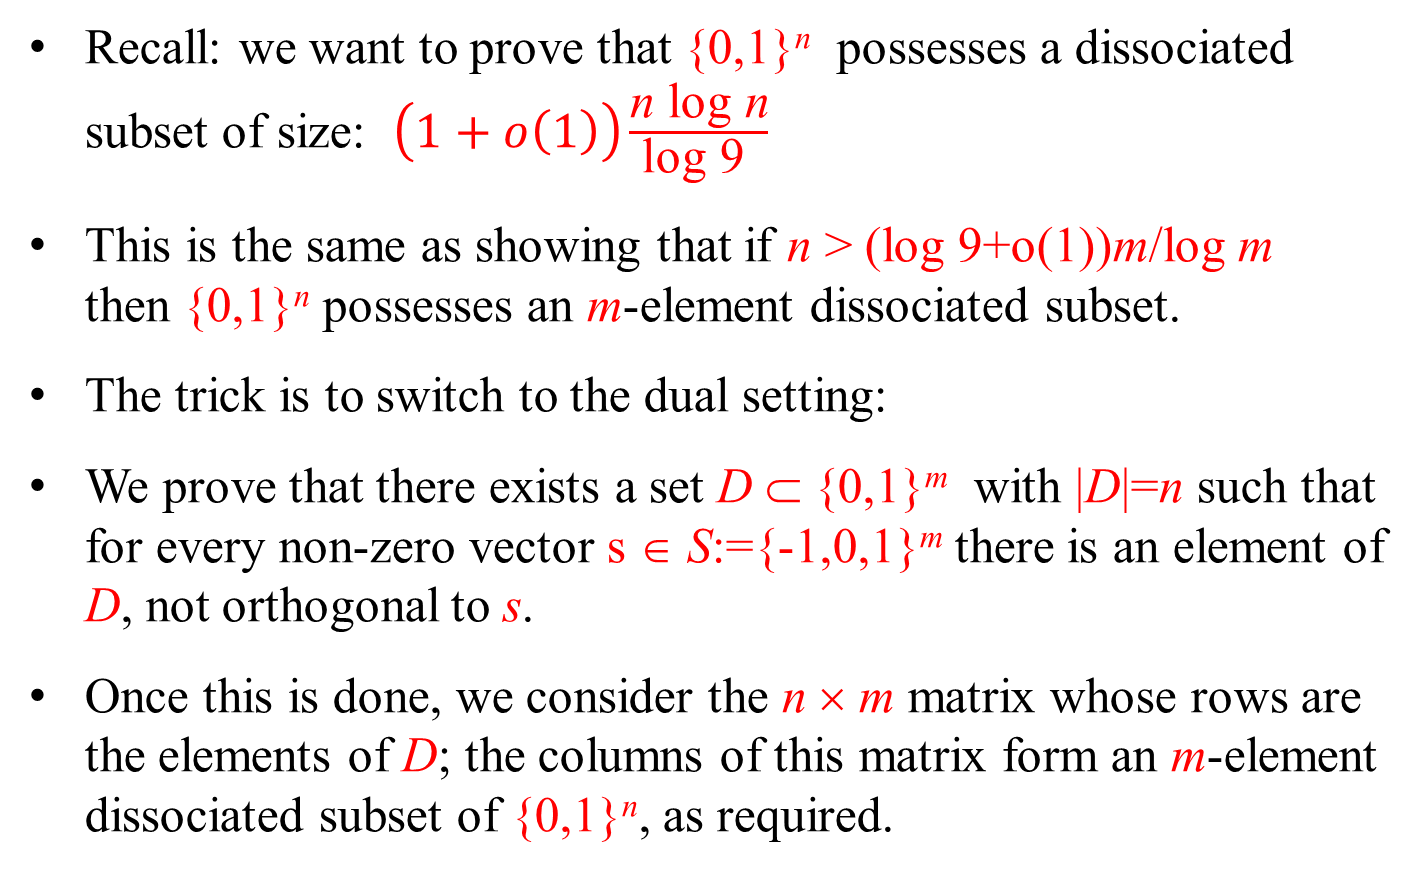 • Recall: we want to prove that {0,1}ⁿ possesses a dissociated
subset of size: (1 + o(1)) n log n / log 9
• This is the same as showing that if n > (log 9+o(1))m/log m
then {0,1}ⁿ possesses an m-element dissociated subset.
• The trick is to switch to the dual setting:
• We prove that there exists a set D ⊂ {0,1}ᵐ with |D|=n such that
for every non-zero vector s ∈ S:={-1,0,1}ᵐ there is an element of
D, not orthogonal to s.
• Once this is done, we consider the n × m matrix whose rows are
the elements of D; the columns of this matrix form an m-element
dissociated subset of {0,1}ⁿ, as required.